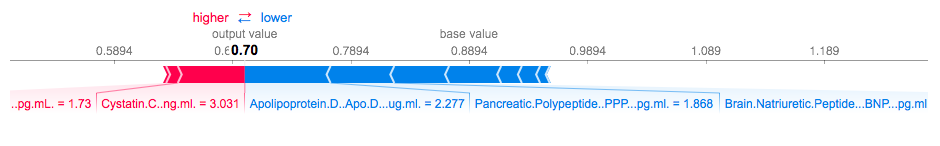 higher ⇄ lower
output value base value
0.5894 0.6 0.70 0.7894 0.8894 0.9894 1.089 1.189
..pg.mL. = 1.73 Cystatin.C..ng.ml. = 3.031 Apolipoprotein.D..Apo.D...ug.ml. = 2.277 Pancreatic.Polypeptide..PPP...pg.ml. = 1.868 Brain.Natriuretic.Peptide...BNP...pg.ml